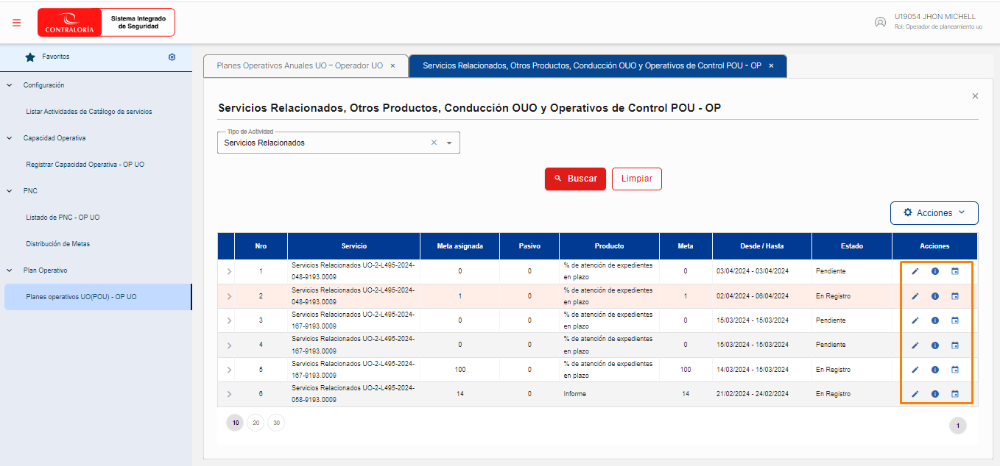 CONTRALORÍA
Sistema Integrado
de Seguridad
U19054 JHON MICHELL
Rol: Operador de planeamiento uo
Favoritos
Configuración
Listar Actividades de Catálogo de servicios
Capacidad Operativa
Registrar Capacidad Operativa - OP UO
PNC
Listado de PNC - OP UO
Distribución de Metas
Plan Operativo
Planes operativos UO(POU) - OP UO
Planes Operativos Anuales UO – Operador UO ×
Servicios Relacionados, Otros Productos, Conducción OUO y Operativos de Control POU - OP ×
Servicios Relacionados, Otros Productos, Conducción OUO y Operativos de Control POU - OP
Tipo de Actividad
Servicios Relacionados
Buscar Limpiar
Acciones
Nro Servicio Meta asignada Pasivo Producto Meta Desde / Hasta Estado Acciones
Servicios Relacionados UO-2-L495-2024- % de atención de expedientes
1 0 0 0 03/04/2024 - 03/04/2024 Pendiente
048-9193.0009 en plazo
Servicios Relacionados UO-2-L495-2024- % de atención de expedientes
2 1 0 1 02/04/2024 - 06/04/2024 En Registro
048-9193.0009 en plazo
Servicios Relacionados UO-2-L495-2024- % de atención de expedientes
3 0 0 0 15/03/2024 - 15/03/2024 Pendiente
167-9193.0009 en plazo
Servicios Relacionados UO-2-L495-2024- % de atención de expedientes
4 0 0 0 15/03/2024 - 15/03/2024 Pendiente
167-9193.0009 en plazo
Servicios Relacionados UO-2-L495-2024- % de atención de expedientes
5 100 0 100 14/03/2024 - 15/03/2024 En Registro
167-9193.0009 en plazo
Servicios Relacionados UO-2-L495-2024-
6 14 0 Informe 14 21/02/2024 - 24/02/2024 En Registro
058-9193.0009
10 20 30 1